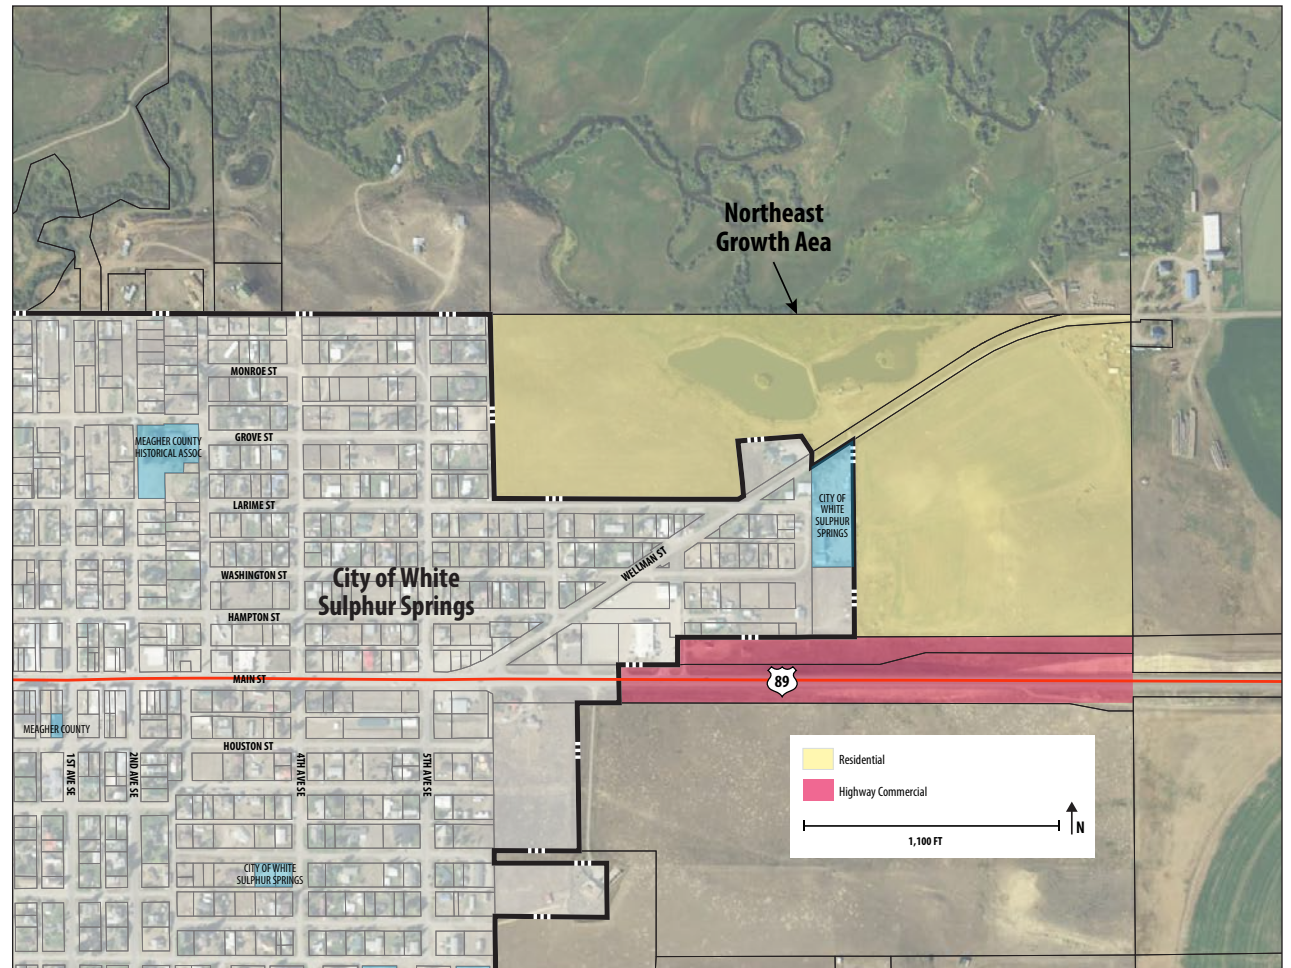 Northeast
Growth Aea
MONROE ST
MEAGHER COUNTY
HISTORICAL ASSOC
GROVE ST
LARIME ST
CITY OF
WHITE
SULPHUR
SPRINGS
WASHINGTON ST
WELLMAN ST
City of White
Sulphur Springs
HAMPTON ST
MAIN ST
89
MEAGHER COUNTY
HOUSTON ST
1ST AVE SE
2ND AVE SE
4TH AVE SE
5TH AVE SE
Residential
Highway Commercial
N
1,100 FT
CITY OF WHITE
SULPHUR SPRINGS